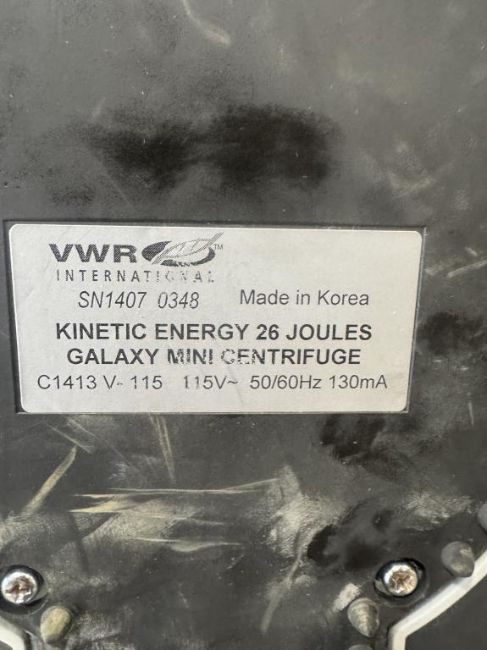 VWR TM
INTERNATIONAL
SN1407 0348 Made in Korea
KINETIC ENERGY 26 JOULES
GALAXY MINI CENTRIFUGE
C1413 V- 115 115V~ 50/60Hz 130mA